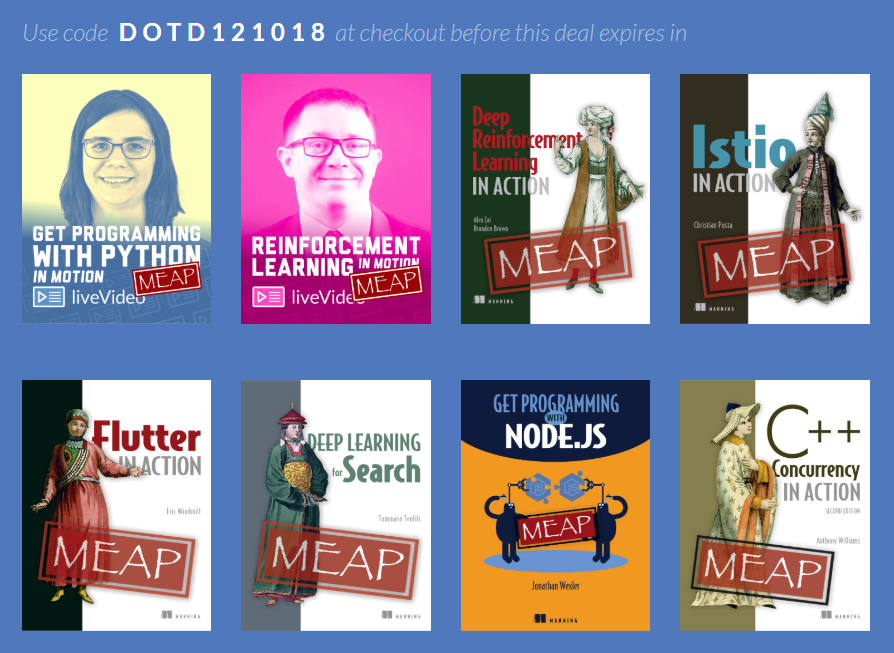 Use code DOTD121018 at checkout before this deal expires in
GET PROGRAMMING
WITH PYTHON
IN MOTION
MEAP
liveVideo
REINFORCEMENT
LEARNING IN MOTION
MEAP
liveVideo
Deep
Reinforcement
Learning
IN ACTION
Alex Zai
Brandon Brown
MEAP
MANNING
Istio
IN ACTION
Christian Posta
MEAP
MANNING
Flutter
IN ACTION
Eric Windmill
MEAP
MANNING
DEEP LEARNING
for Search
Tommaso Teofili
MEAP
MANNING
GET PROGRAMMING
WITH
NODE.JS
JS JS
MEAP
Jonathan Wexler
MANNING
C++
Concurrency
IN ACTION
SECOND EDITION
Anthony Williams
MEAP
MANNING